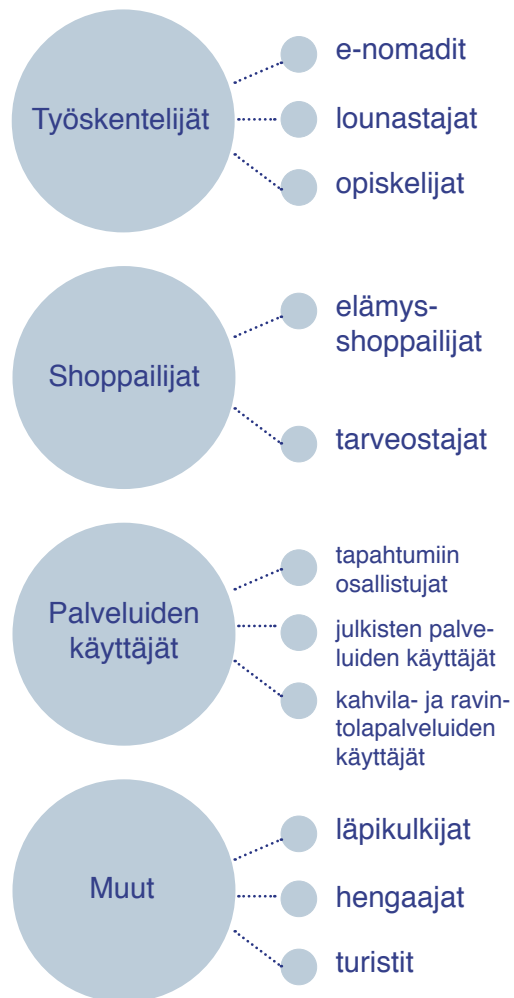 Työskentelijät
e-nomadit
lounastajat
opiskelijat
Shoppailijat
elämys-
shoppailijat
tarveostajat
Palveluiden
käyttäjät
tapahtumiin
osallistujat
julkisten palve-
luiden käyttäjät
kahvila- ja ravin-
tolapalveluiden
käyttäjät
Muut
läpikulkijat
hengaajat
turistit